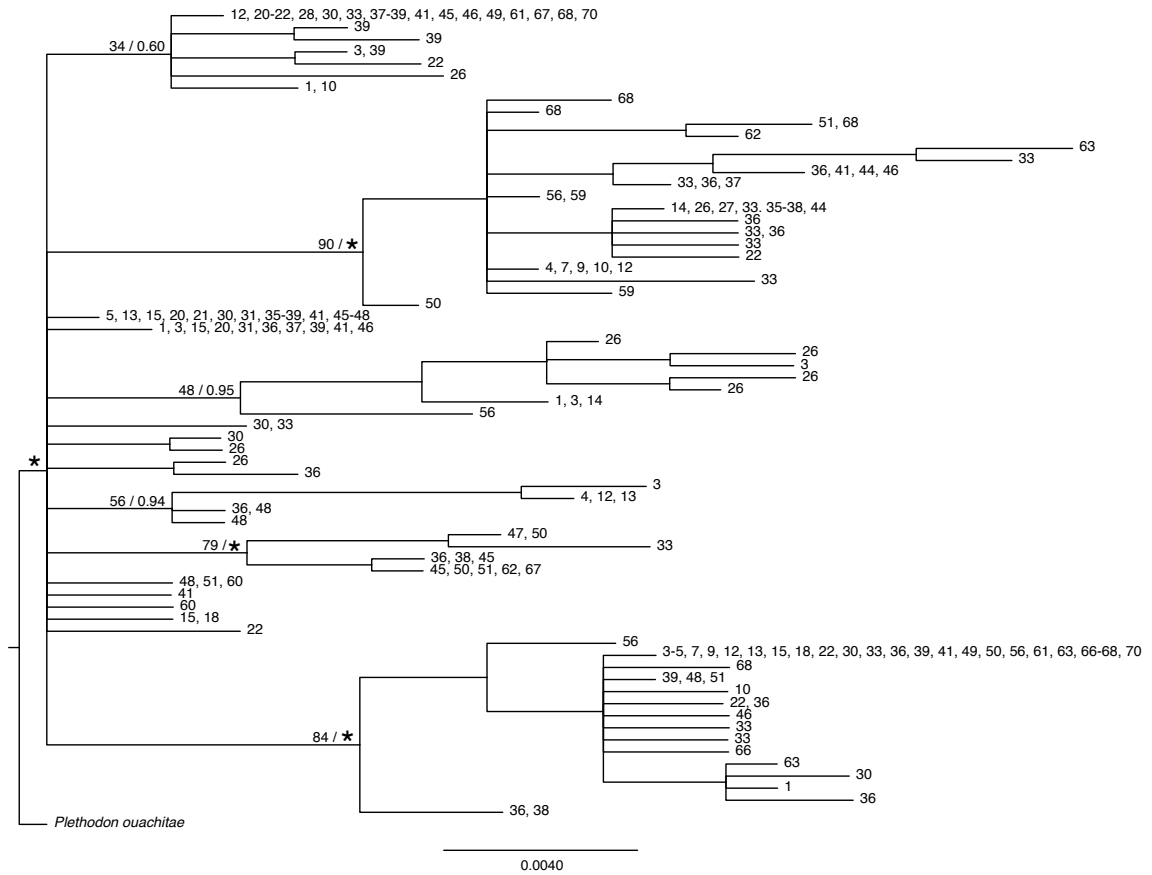 12, 20-22, 28, 30, 33, 37-39, 41, 45, 46, 49, 61, 67, 68, 70
39
39
34 / 0.60
3, 39
22
26
1, 10
68
68
51, 68
62
63
33
36, 41, 44, 46
33, 36, 37
56, 59
14, 26, 27, 33. 35-38, 44
36
33, 36
33
90 / *
22
4, 7, 9, 10, 12
33
59
50
5, 13, 15, 20, 21, 30, 31, 35-39, 41, 45-48
1, 3, 15, 20, 31, 36, 37, 39, 41, 46
26
26
3
26
48 / 0.95
26
1, 3, 14
56
30, 33
30
26
*
26
36
3
4, 12, 13
56 / 0.94
36, 48
48
47, 50
79 / *
33
36, 38, 45
45, 50, 51, 62, 67
48, 51, 60
41
60
15, 18
22
56
3-5, 7, 9, 12, 13, 15, 18, 22, 30, 33, 36, 39, 41, 49, 50, 56, 61, 63, 66-68, 70
68
39, 48, 51
10
22, 36
46
33
84 / *
33
66
63
30
1
36
36, 38
Plethodon ouachitae
0.0040